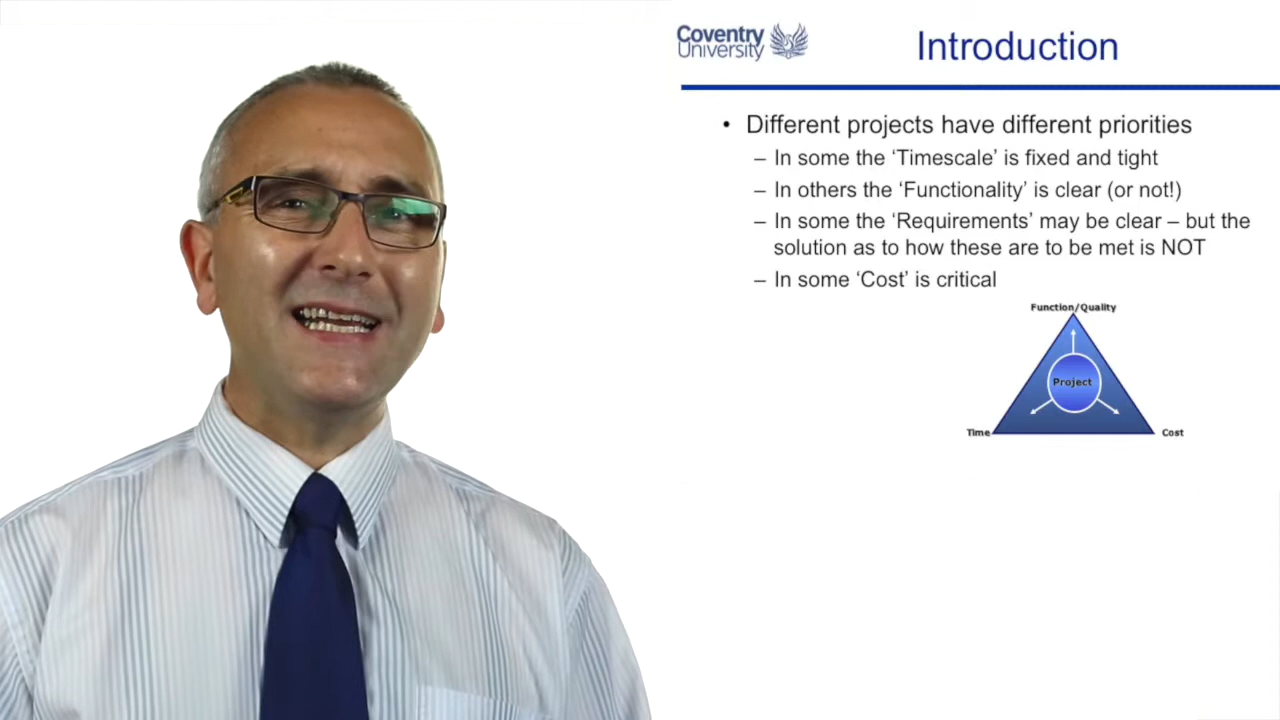 Coventry
University
Introduction
• Different projects have different priorities
– In some the ‘Timescale’ is fixed and tight
– In others the ‘Functionality’ is clear (or not!)
– In some the ‘Requirements’ may be clear – but the
solution as to how these are to be met is NOT
– In some ‘Cost’ is critical
Function/Quality
Project
Time
Cost